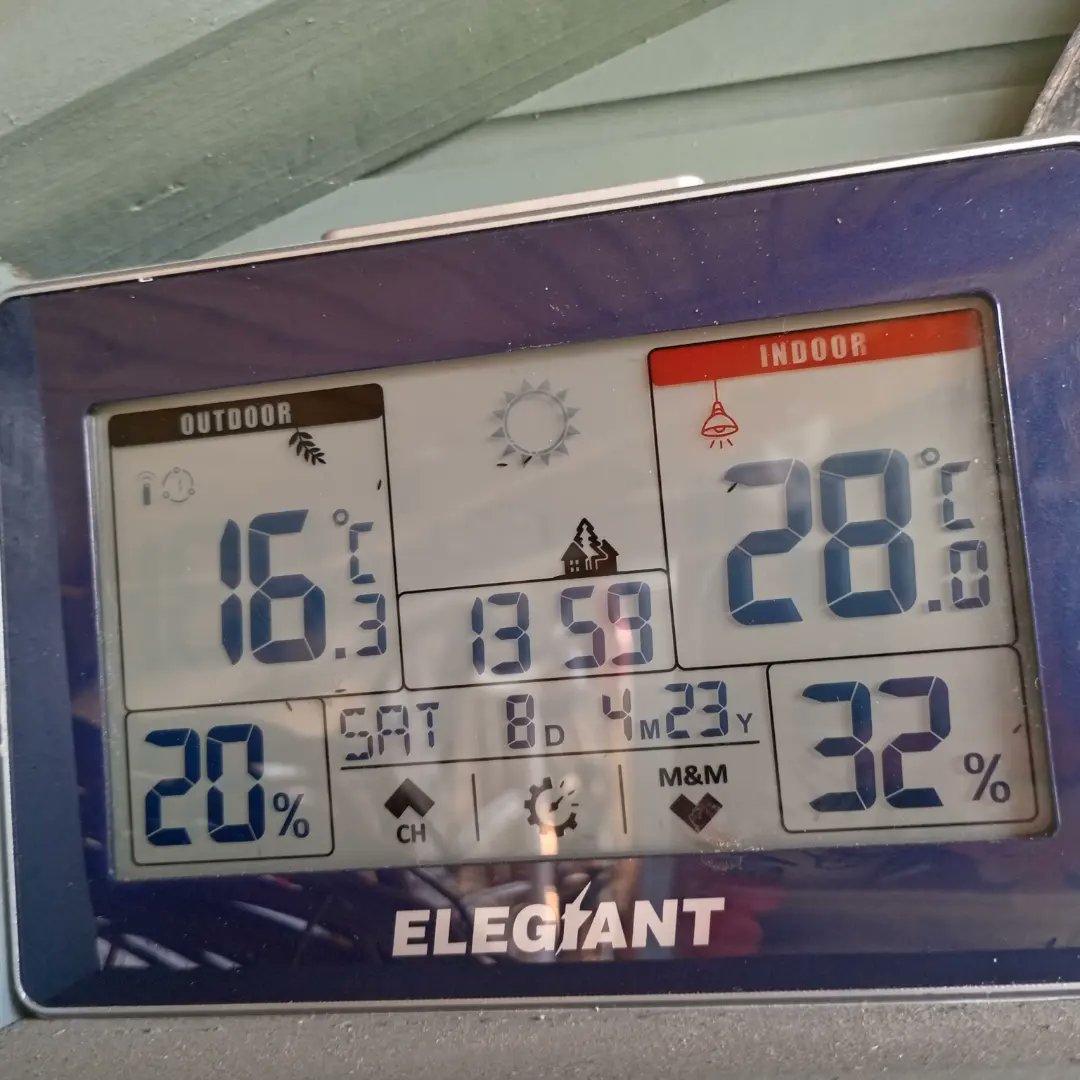 OUTDOOR
16.3 °C
20%
13 59
SAT 8D 4M 23Y
CH
M&M
INDOOR
28.0 °C
32%
ELEGIANT